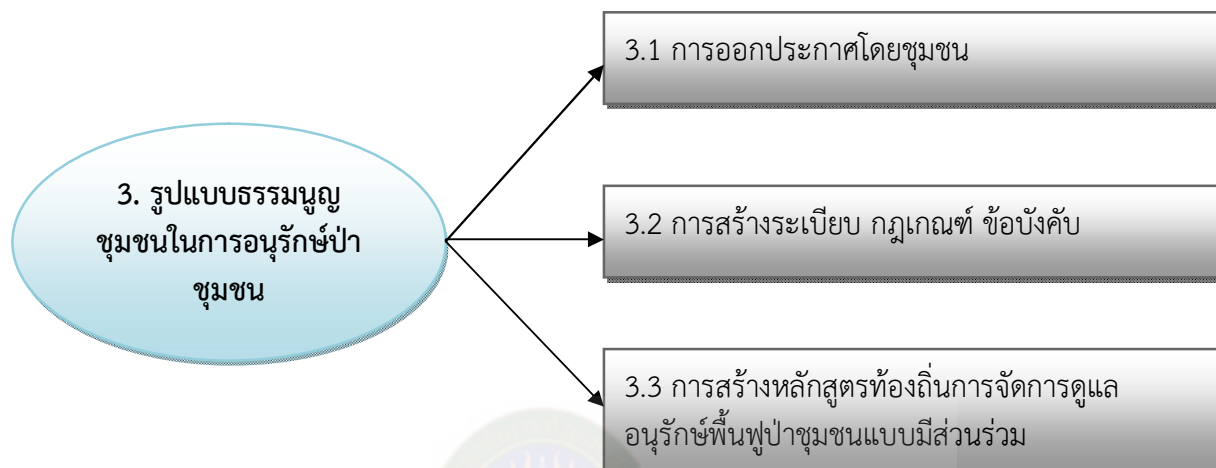 3. รูปแบบธรรมนูญ
ชุมชนในการอนุรักษ์ป่า
ชุมชน
3.1 การออกประกาศโดยชุมชน
3.2 การสร้างระเบียบ กฎเกณฑ์ ข้อบังคับ
3.3 การสร้างหลักสูตรท้องถิ่นการจัดการดูแล
อนุรักษ์พื้นฟูป่าชุมชนแบบมีส่วนร่วม